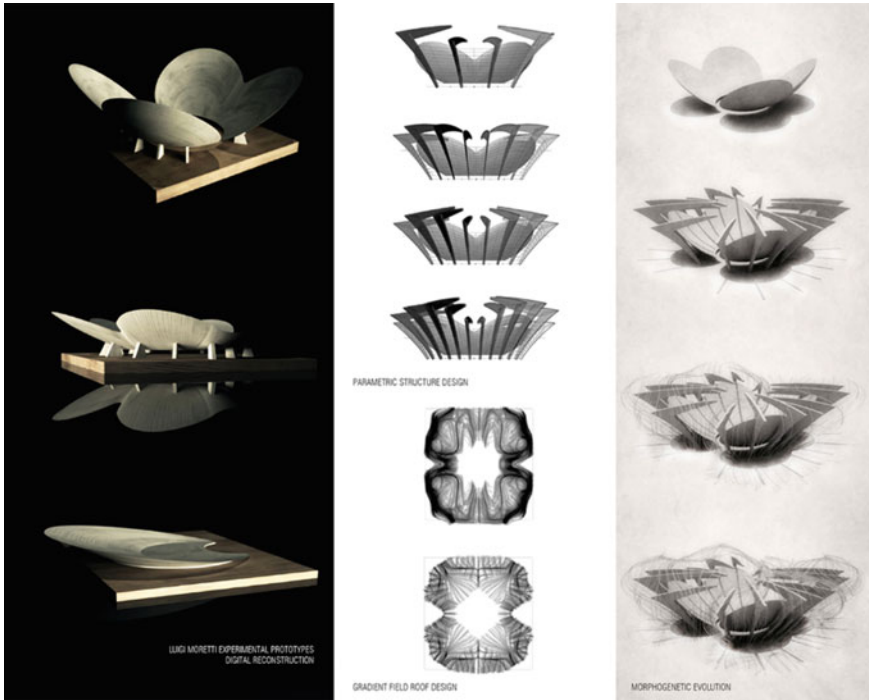 LUIGI MORETTI EXPERIMENTAL PROTOTYPES
DIGITAL RECONSTRUCTION
PARAMETRIC STRUCTURE DESIGN
GRADIENT FIELD ROOF DESIGN
MORPHOGENETIC EVOLUTION